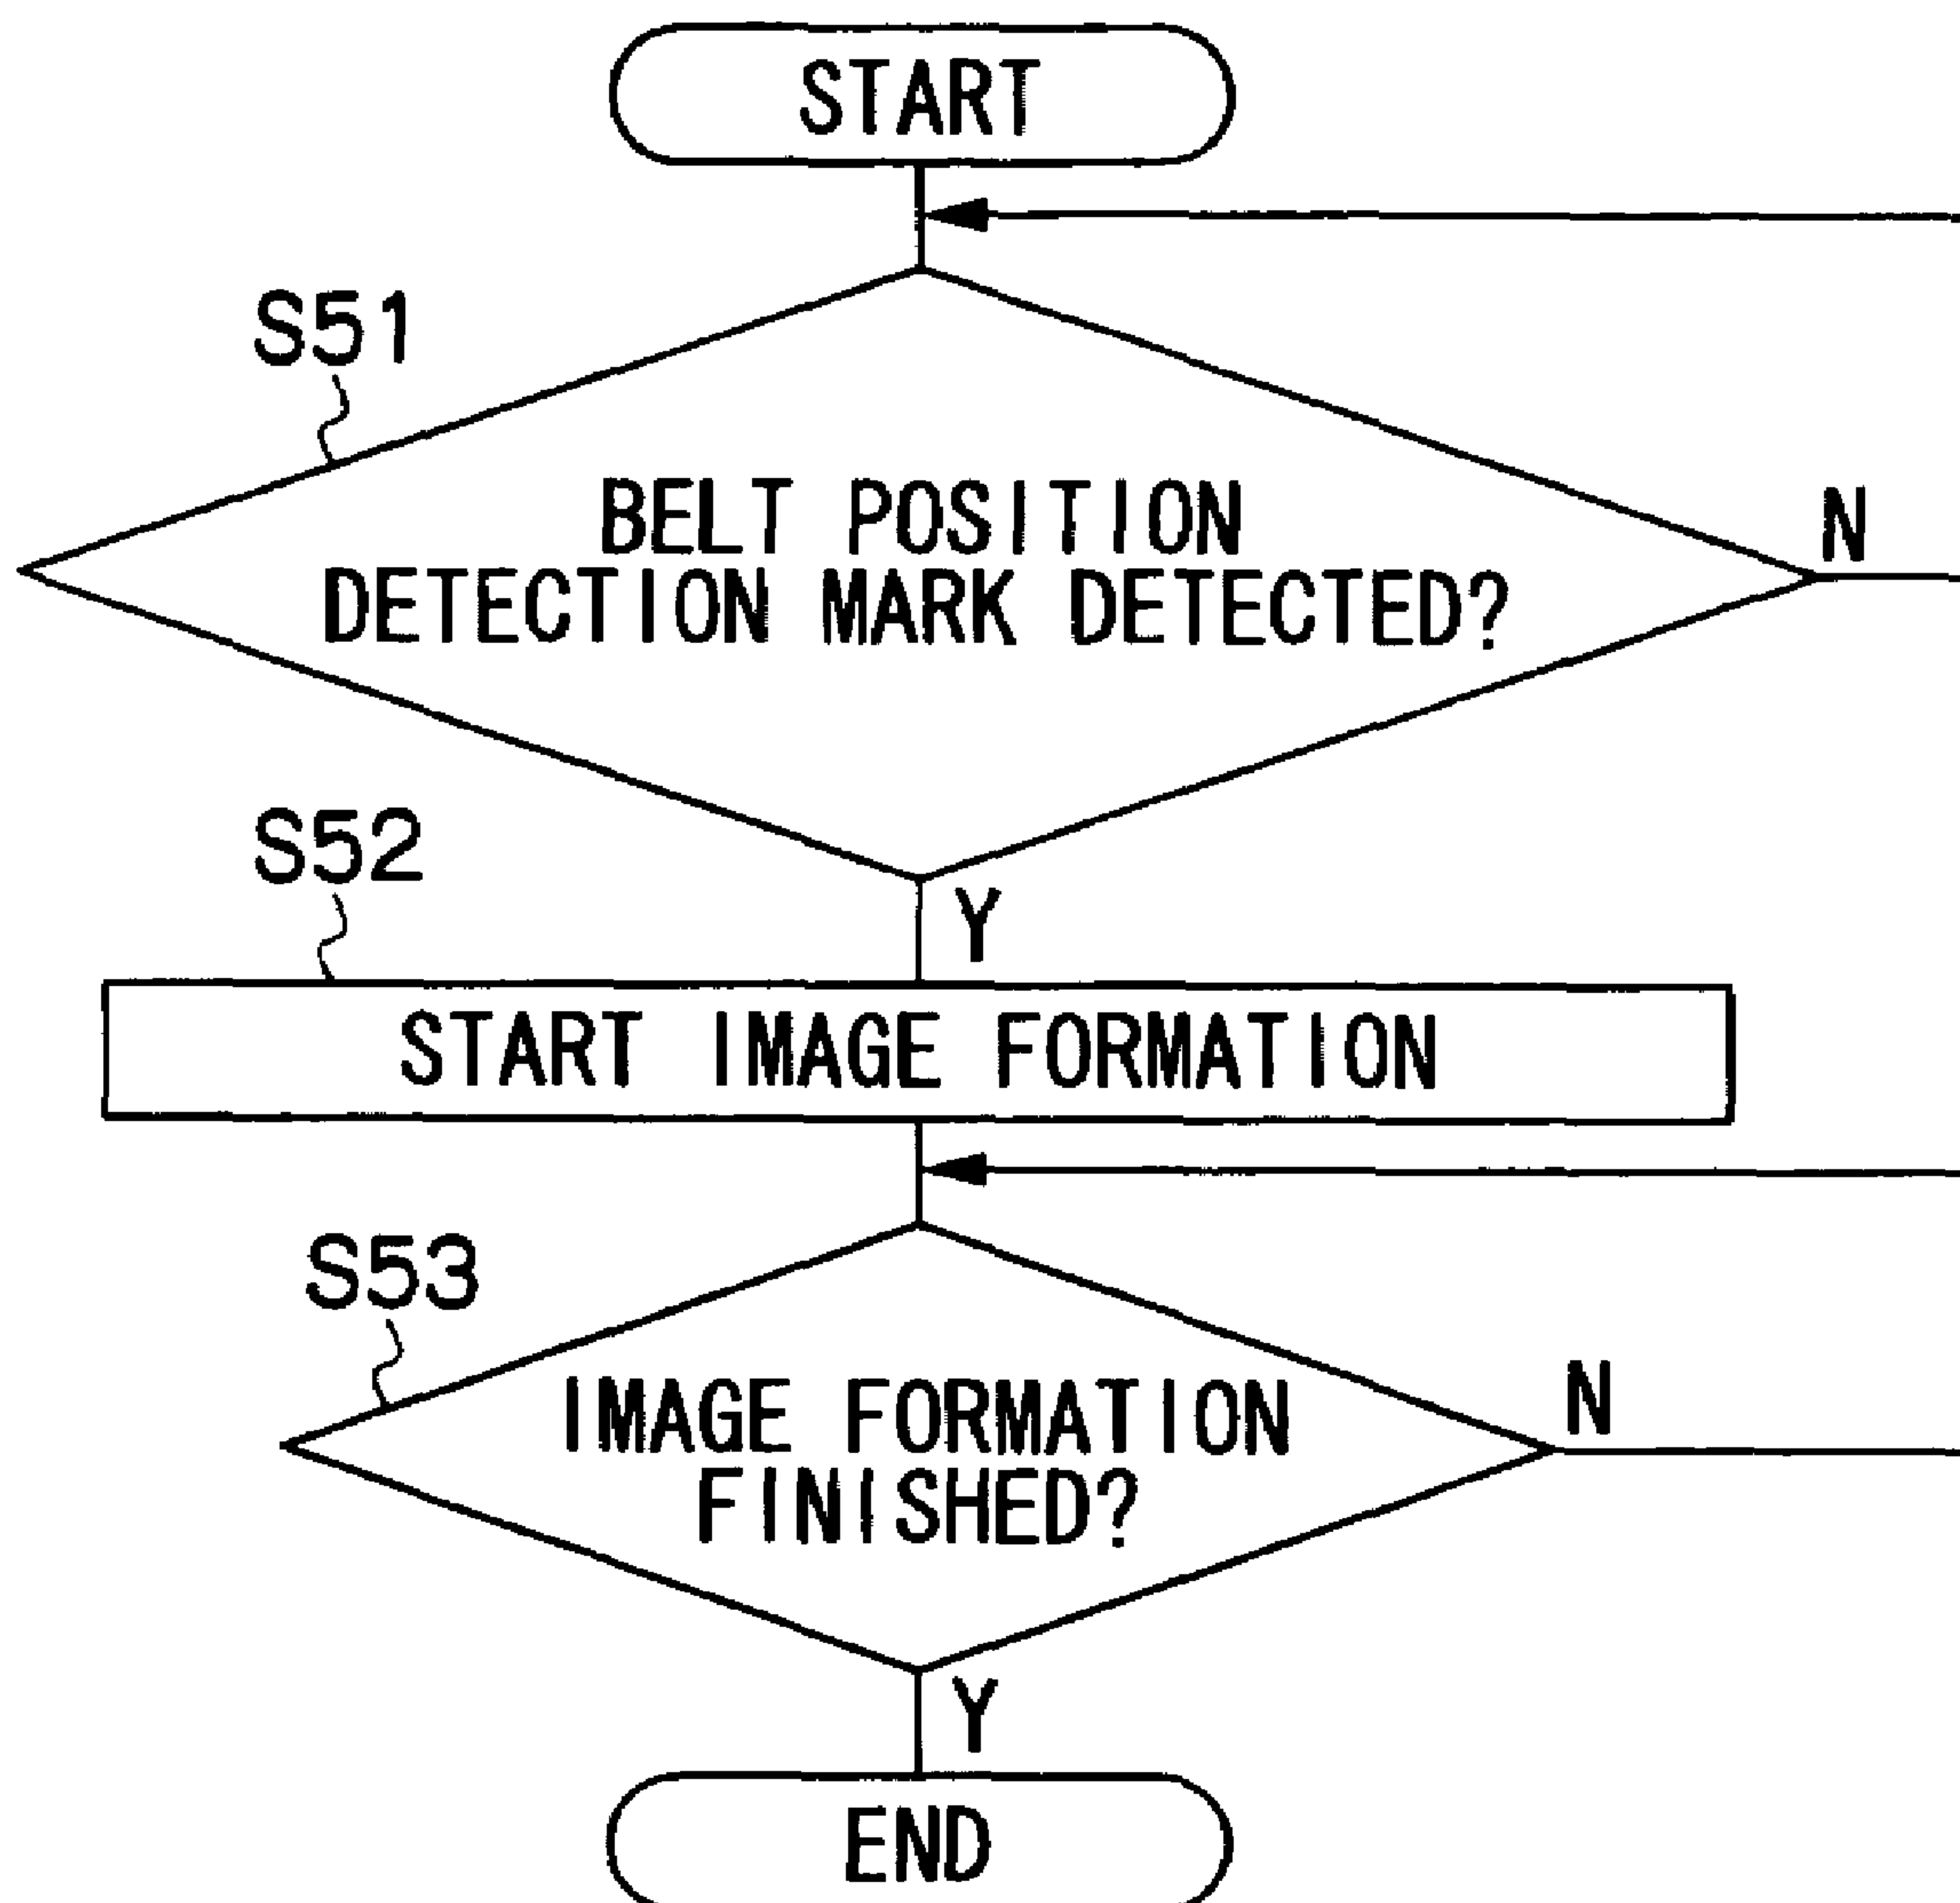 START
S51
BELT POSITION
DETECTION MARK DETECTED?
N
S52
Y
START IMAGE FORMATION
S53
IMAGE FORMATION
FINISHED?
N
Y
END